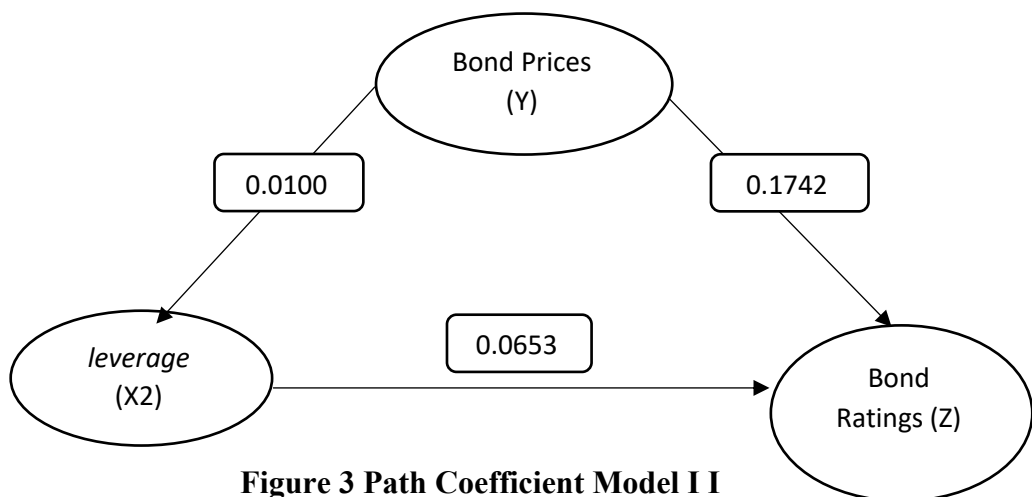 Bond Prices
(Y)
0.0100
0.1742
leverage
(X2)
0.0653
Bond
Ratings (Z)
Figure 3 Path Coefficient Model I I